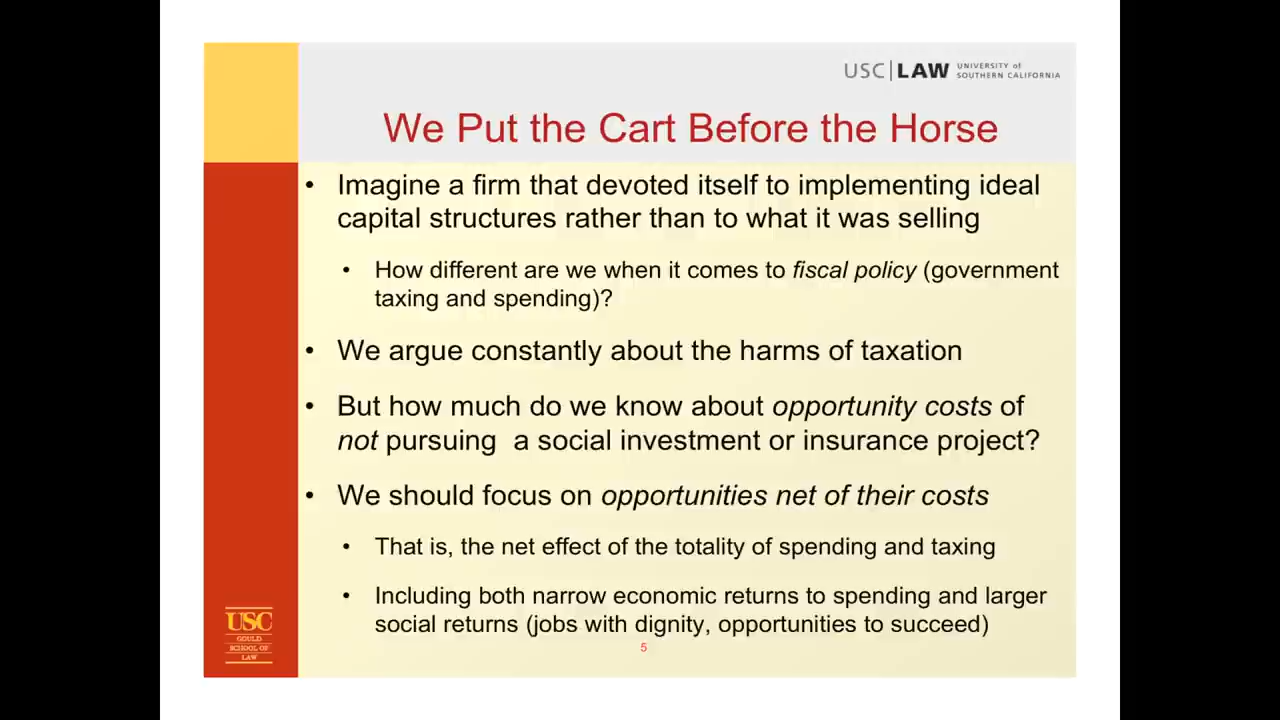 USC LAW UNIVERSITY of
SOUTHERN CALIFORNIA
We Put the Cart Before the Horse
• Imagine a firm that devoted itself to implementing ideal
capital structures rather than to what it was selling
• How different are we when it comes to fiscal policy (government
taxing and spending)?
• We argue constantly about the harms of taxation
• But how much do we know about opportunity costs of
not pursuing a social investment or insurance project?
• We should focus on opportunities net of their costs
• That is, the net effect of the totality of spending and taxing
• Including both narrow economic returns to spending and larger
social returns (jobs with dignity, opportunities to succeed)
5
USC
GOULD
SCHOOL OF
LAW